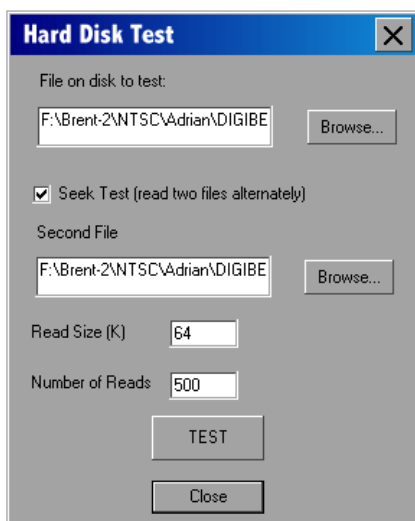 Hard Disk Test
File on disk to test:
F:\Brent-2\NTSC\Adrian\DIGIBE
Browse...
Seek Test (read two files alternately)
Second File
F:\Brent-2\NTSC\Adrian\DIGIBE
Browse...
Read Size (K) 64
Number of Reads 500
TEST
Close